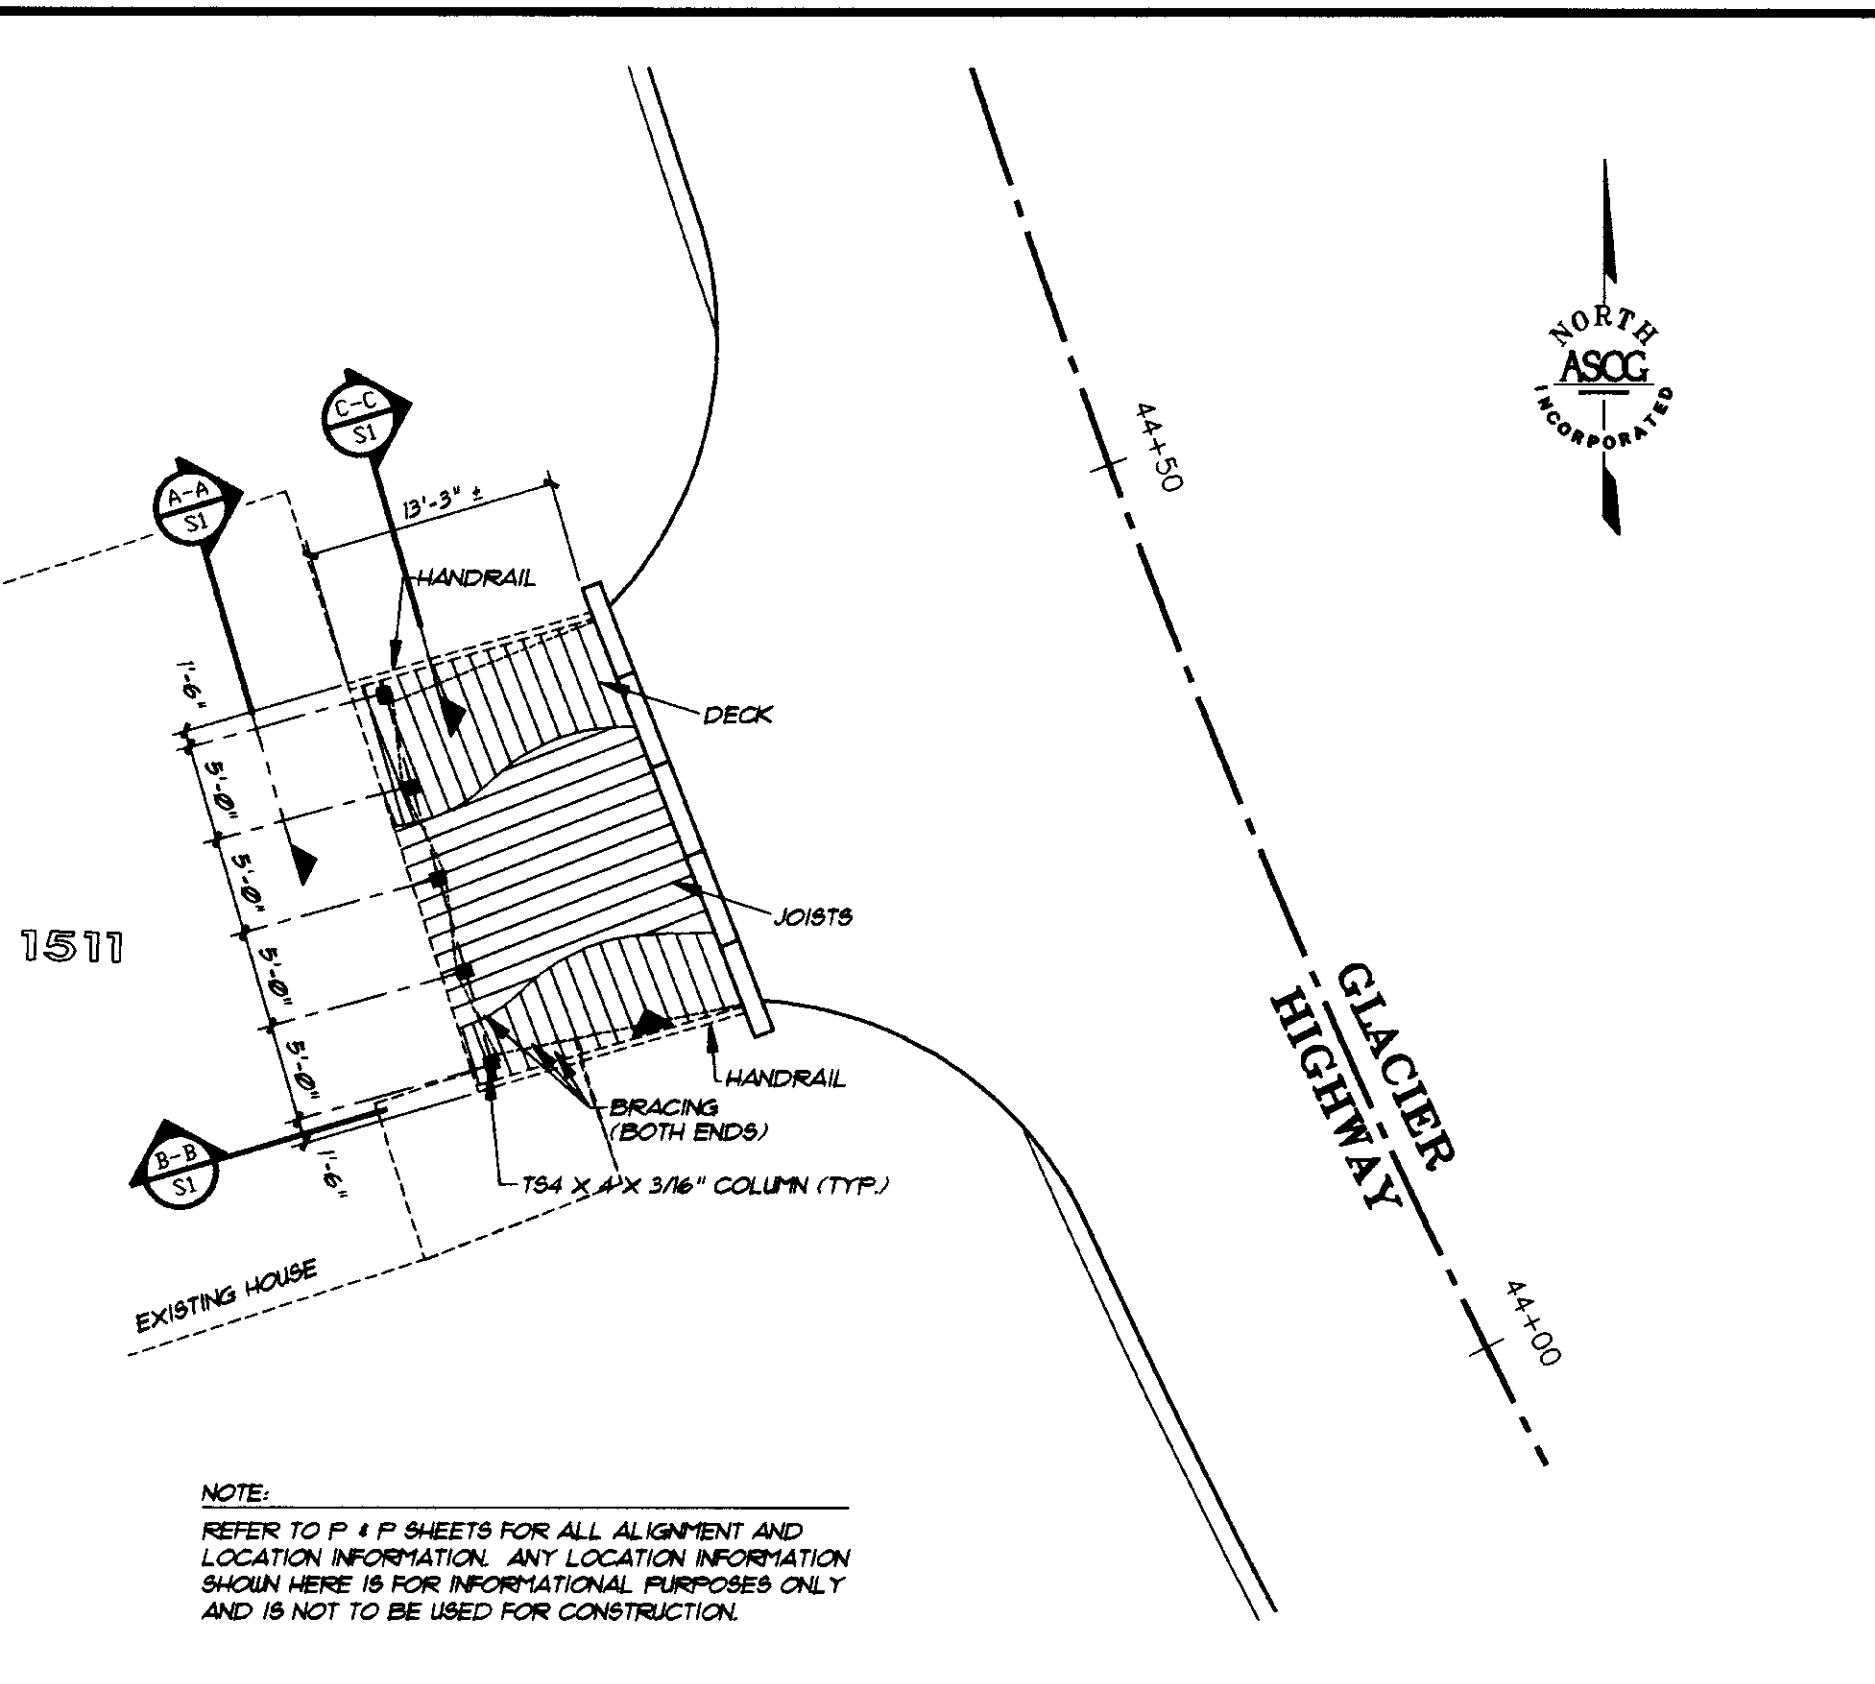 NORTH
ASCG
INCORPORATED
44+50
C-C
S1
A-A
S1
13'-3" ±
HANDRAIL
1'-6"
DECK
5'-0"
5'-0"
JOISTS
1511
5'-0"
5'-0"
GLACIER
HIGHWAY
HANDRAIL
BRACING
(BOTH ENDS)
B-B
S1
1'-6"
TS4 X 4 X 3/16" COLUMN (TYP.)
EXISTING HOUSE
44+00
NOTE:
REFER TO P & P SHEETS FOR ALL ALIGNMENT AND
LOCATION INFORMATION. ANY LOCATION INFORMATION
SHOWN HERE IS FOR INFORMATIONAL PURPOSES ONLY
AND IS NOT TO BE USED FOR CONSTRUCTION.